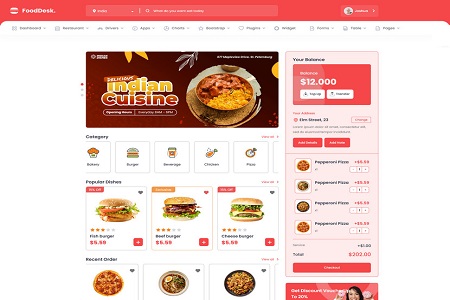 FoodDesk.
India
What do you want eat today
Dashboard
Restaurant
Drivers
Apps
Charts
Bootstrap
Plugins
Widget
Forms
Table
Pages
DELICIOUS
Indian
Cuisine
Opening Hours
Everyday 2AM - 5PM
Category
View all
Bakery
Burger
Beverage
Chicken
Pizza
Popular Dishes
View all
15% Off
15% Off
Fish Burger
$5.59
Beef Burger
$5.59
Cheese Burger
$5.59
Recent Order
View all
Your Balance
Balance
$12.000
Top Up
Transfer
Your Address
Elm Street, 23
Change
Add Details
Add Note
Pepperoni Pizza
+$5.59
Pepperoni Pizza
+$5.59
Pepperoni Pizza
+$5.59
Pepperoni Pizza
+$5.59
Service
+$1.00
Total
$202.00
Checkout
Get Discount Voucher
To 20%